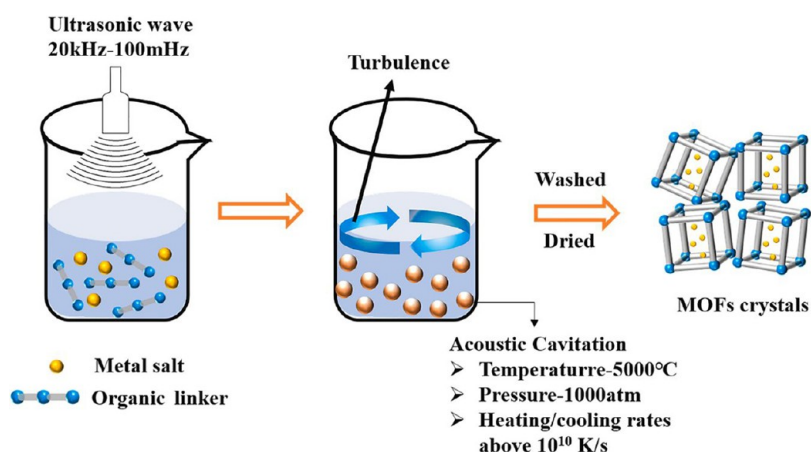 Ultrasonic wave
20kHz-100mHz
Turbulence
Washed
Dried
MOFs crystals
Metal salt
Organic linker
Acoustic Cavitation
➤ Temperaturre-5000℃
➤ Pressure-1000atm
➤ Heating/cooling rates
above 10¹⁰ K/s